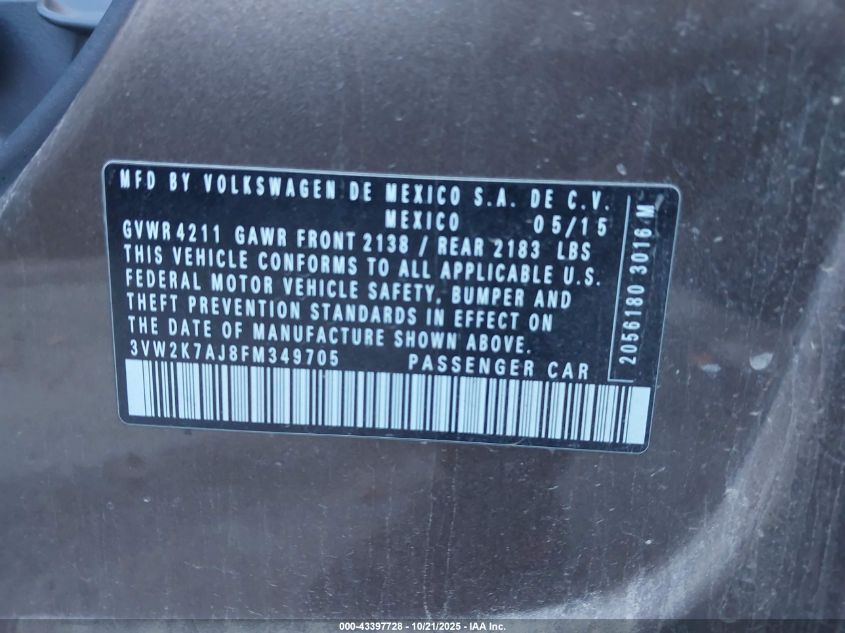 MFD BY VOLKSWAGEN DE MEXICO S.A. DE C.V.
MEXICO 05/15
GVWR 4211 GAWR FRONT 2138 / REAR 2183 LBS
THIS VEHICLE CONFORMS TO ALL APPLICABLE U.S.
FEDERAL MOTOR VEHICLE SAFETY, BUMPER AND
THEFT PREVENTION STANDARDS IN EFFECT ON
THE DATE OF MANUFACTURE SHOWN ABOVE.
3VW2K7AJ8FM349705 PASSENGER CAR
2056180 3016 M
000-43397728 - 10/21/2025 - IAA Inc.